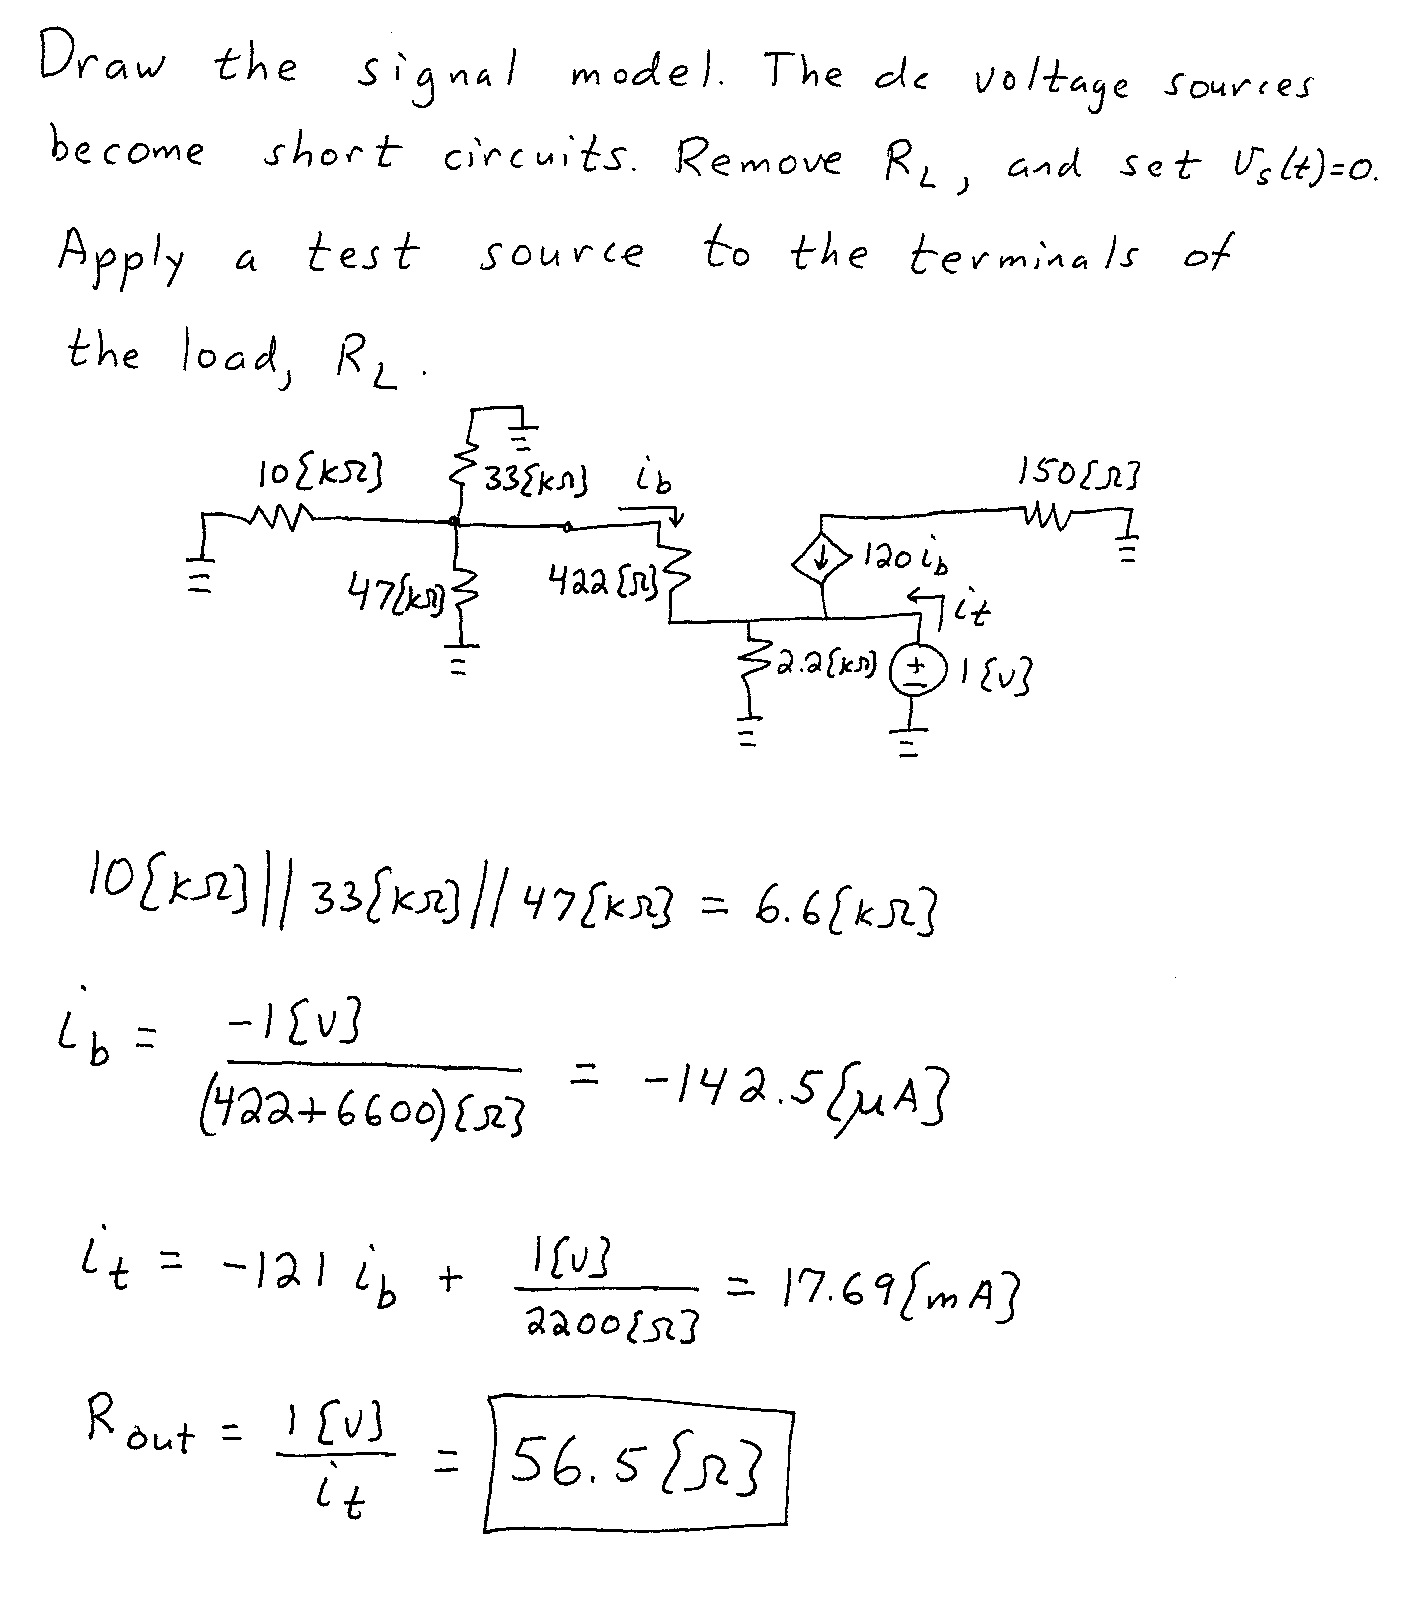 Draw the signal model. The dc voltage sources
become short circuits. Remove R_L, and set v_s(t)=0.
Apply a test source to the terminals of
the load, R_L.
10{kΩ} 33{kΩ} i_b 150{Ω}
47{kΩ} 422{Ω} 120 i_b
i_t
2.2{kΩ} + − 1{v}
10{kΩ}||33{kΩ}||47{kΩ} = 6.6{kΩ}
i_b = -1{v} / (422+6600){Ω} = -142.5{μA}
i_t = -121 i_b + 1{v} / 2200{Ω} = 17.69{mA}
R_out = 1{v} / i_t = 56.5{Ω}